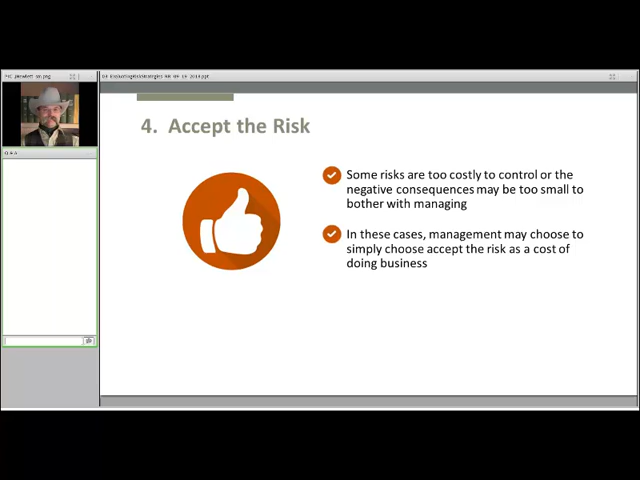 Q & A
4. Accept the Risk
Some risks are too costly to control or the
negative consequences may be too small to
bother with managing
In these cases, management may choose to
simply choose accept the risk as a cost of
doing business